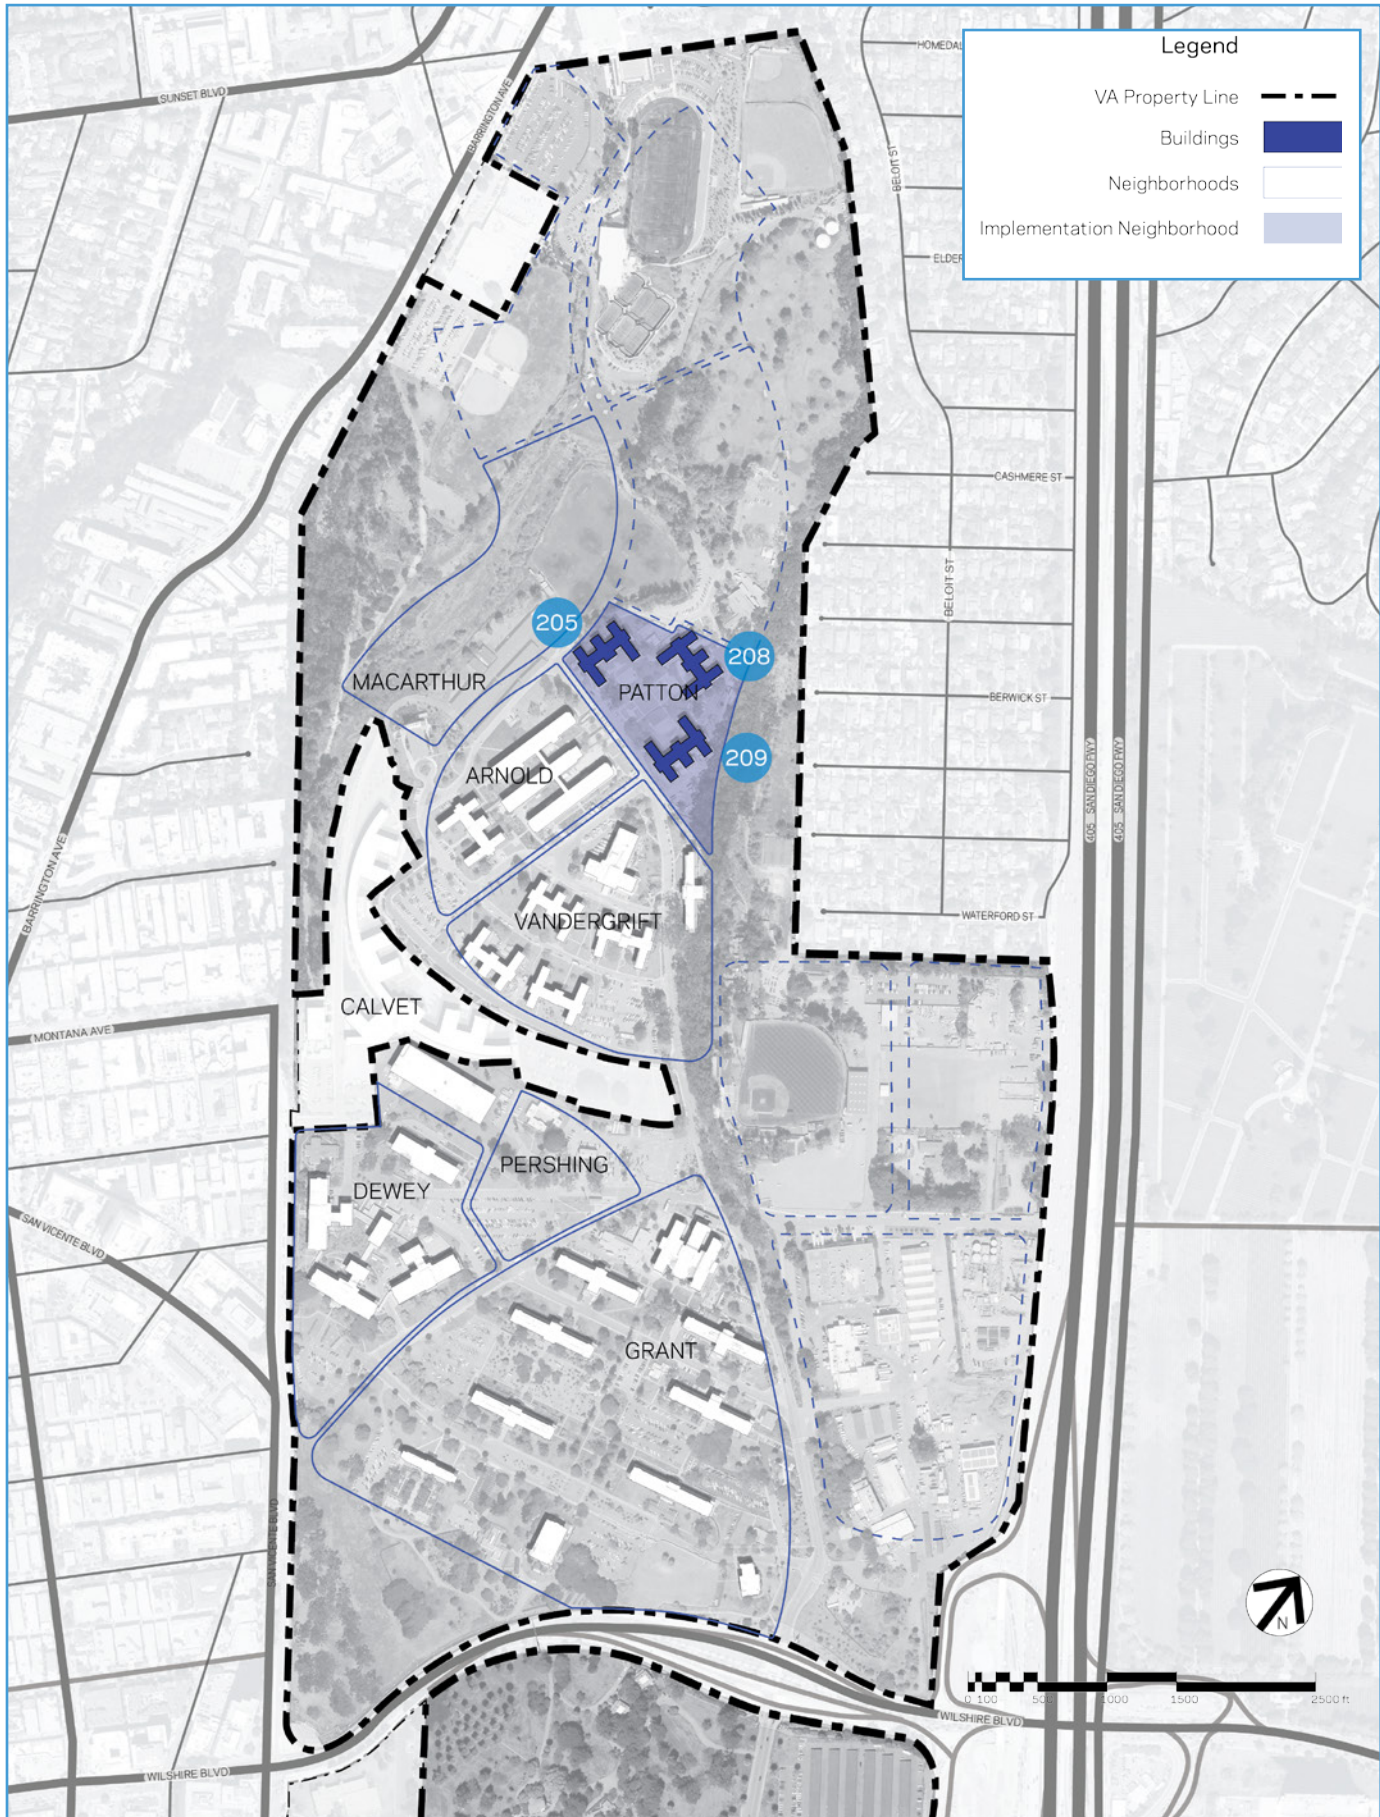 SUNSET BLVD
BARRINGTON AVE
HOMEDAL
BELOIT ST
ELDER
Legend
VA Property Line
Buildings
Neighborhoods
Implementation Neighborhood
CASHMERE ST
BELOIT ST
BERWICK ST
WATERFORD ST
405 SAN DIEGO FWY
405 SAN DIEGO FWY
205
208
209
PATTON
MACARTHUR
ARNOLD
VANDERGRIFT
CALVET
BARRINGTON AVE
MONTANA AVE
PERSHING
DEWEY
SAN VICENTE BLVD
GRANT
SAN VICENTE BLVD
N
0 100 500 1000 1500 2500 ft
WILSHIRE BLVD
WILSHIRE BLVD